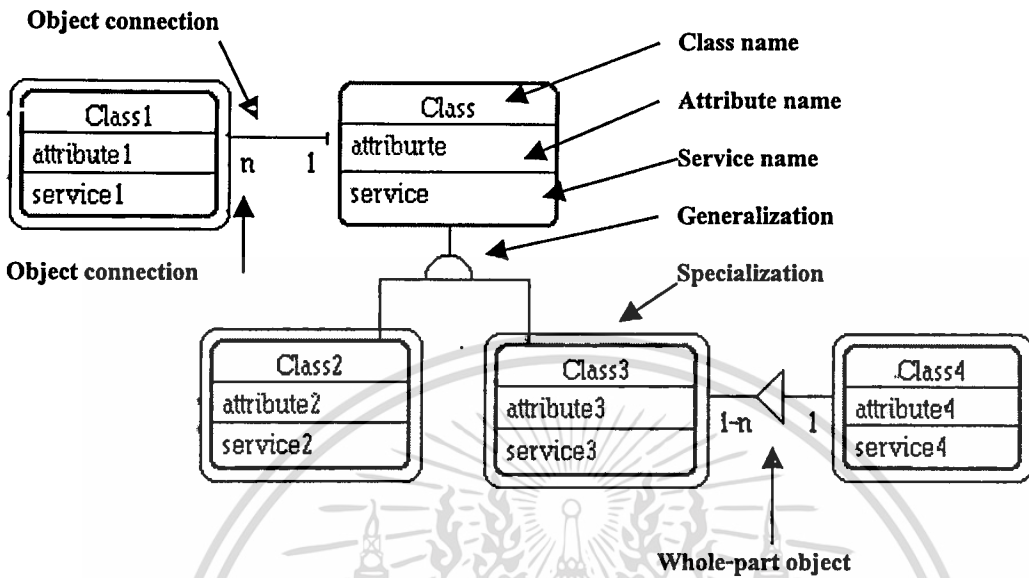 Object connection
Class name
Class1
attribute1
service1
n
1
Class
attriburte
service
Attribute name
Service name
Generalization
Object connection
Specialization
Class2
attribute2
service2
Class3
attribute3
service3
1-n
1
Class4
attribute4
service4
Whole-part object